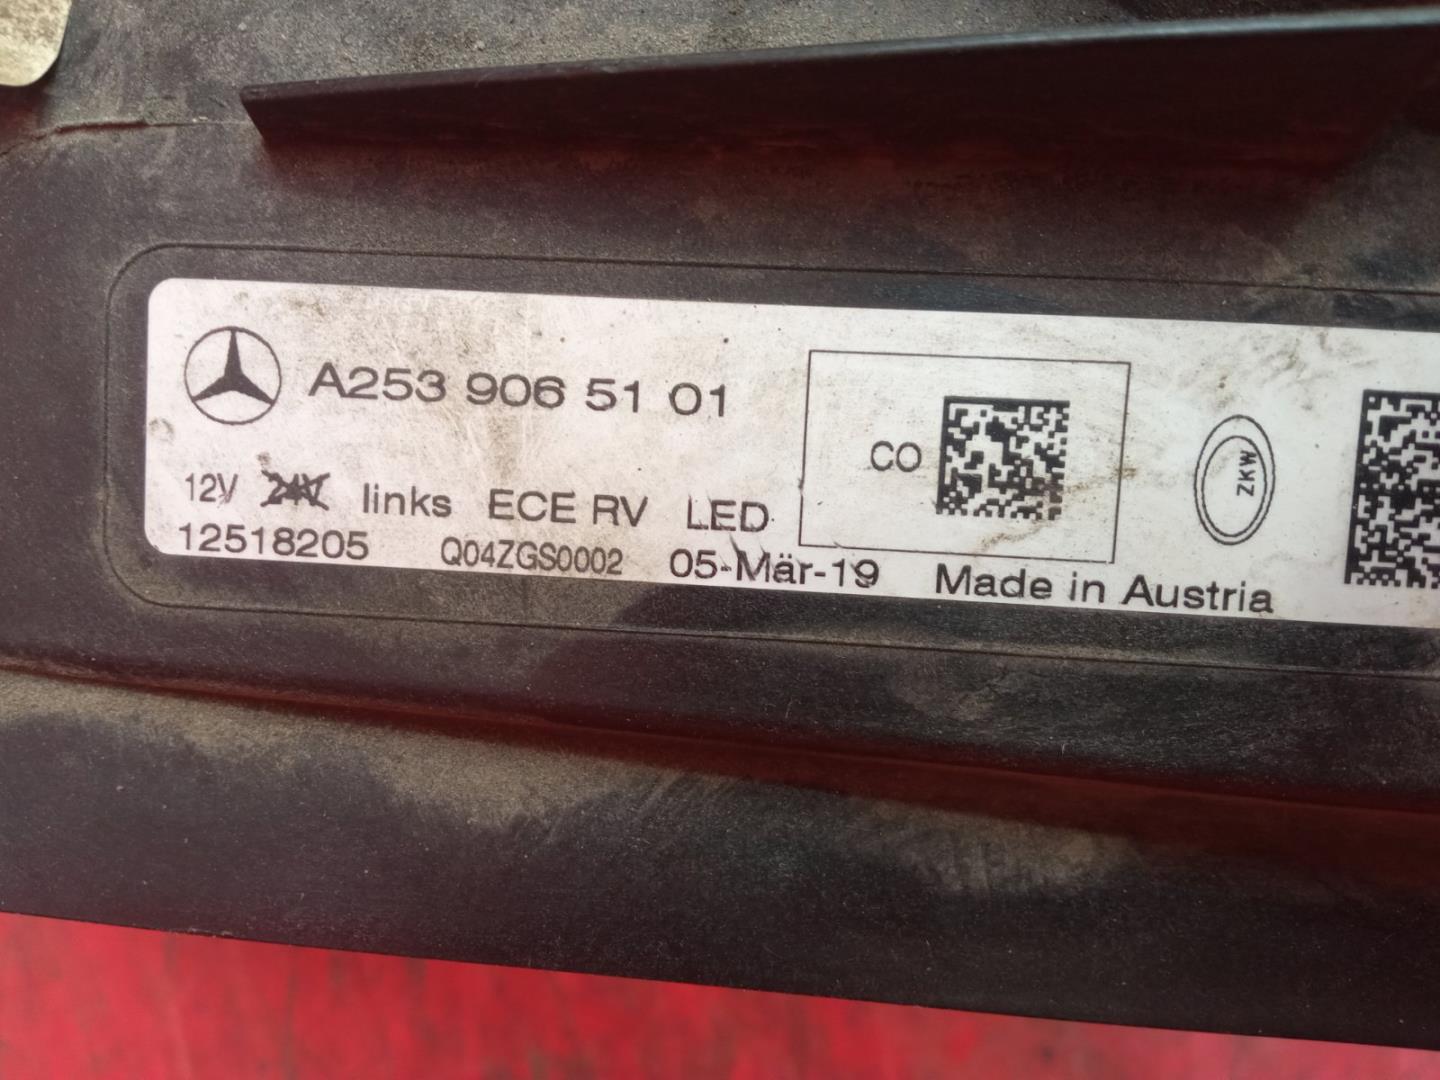 A253 906 51 01
CO
ZKW
12V 24V links ECE RV LED
12518205 Q04ZGS0002 05-Mär-19 Made in Austria